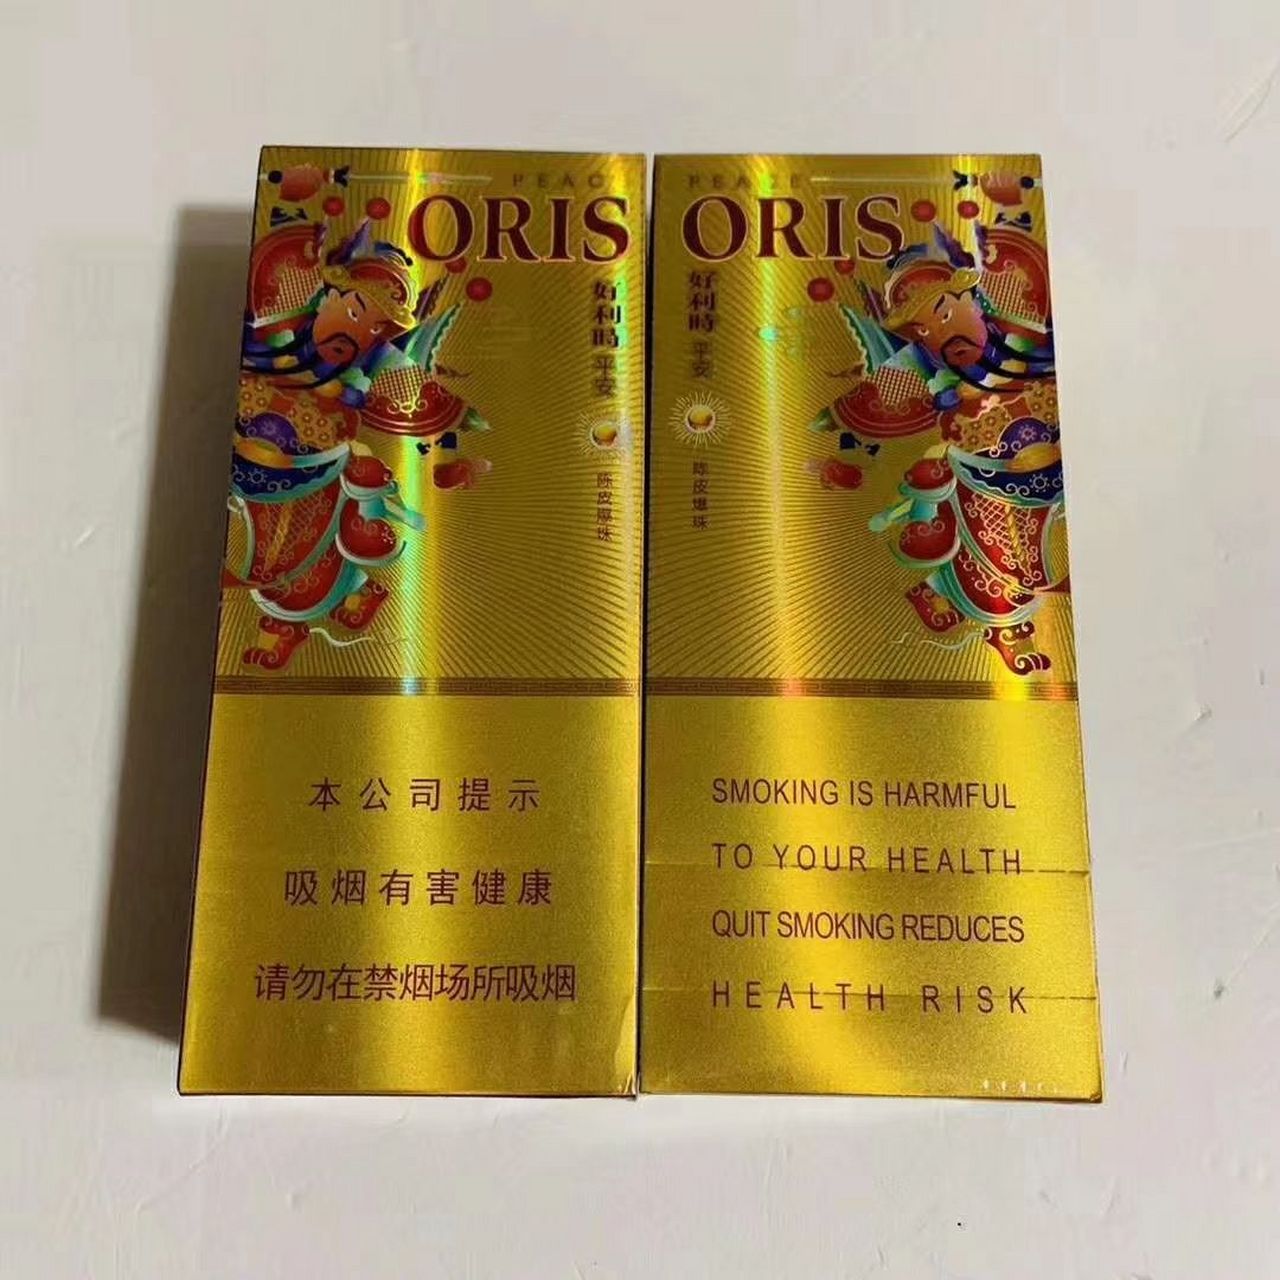 PEAC
ORIS
好利時 平安
陈皮爆珠
本公司提示
吸烟有害健康
请勿在禁烟场所吸烟
PEACE
ORIS
好利時 平安
陈皮爆珠
SMOKING IS HARMFUL
TO YOUR HEALTH
QUIT SMOKING REDUCES
HEALTH RISK